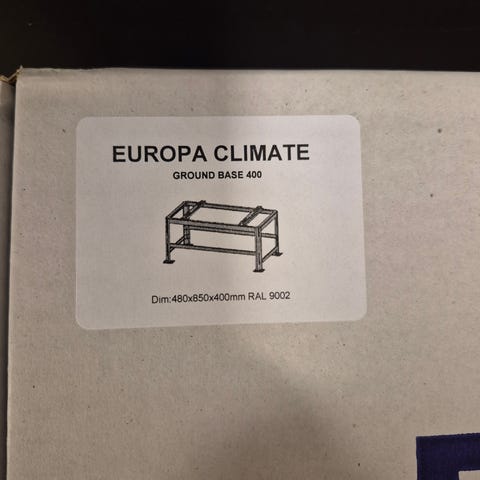 EUROPA CLIMATE
GROUND BASE 400
Dim:480x850x400mm RAL 9002